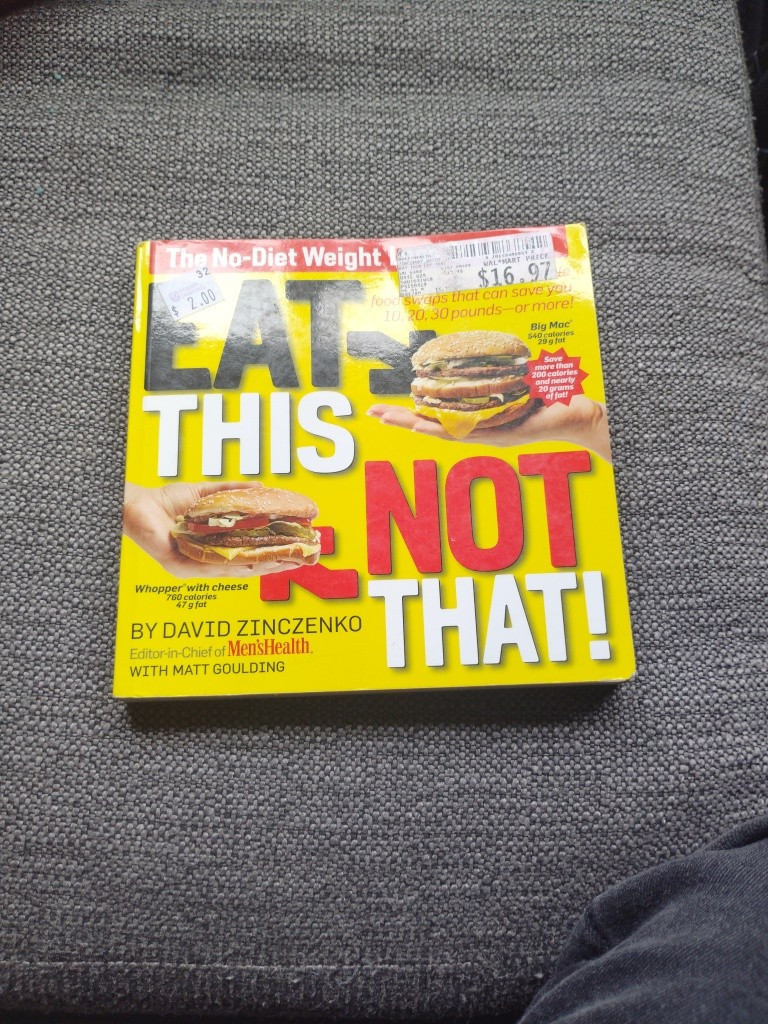 The No-Diet Weight
WAL*MART PRICE
$16.97
32
$ 2.00
food swaps that can save you
10, 20, 30 pounds—or more!
EAT
THIS
Big Mac®
540 calories
29 g fat
Save
more than
200 calories
and nearly
20 grams
of fat!
NOT
THAT!
Whopper® with cheese
760 calories
47 g fat
BY DAVID ZINCZENKO
Editor-in-Chief of Men'sHealth®
WITH MATT GOULDING